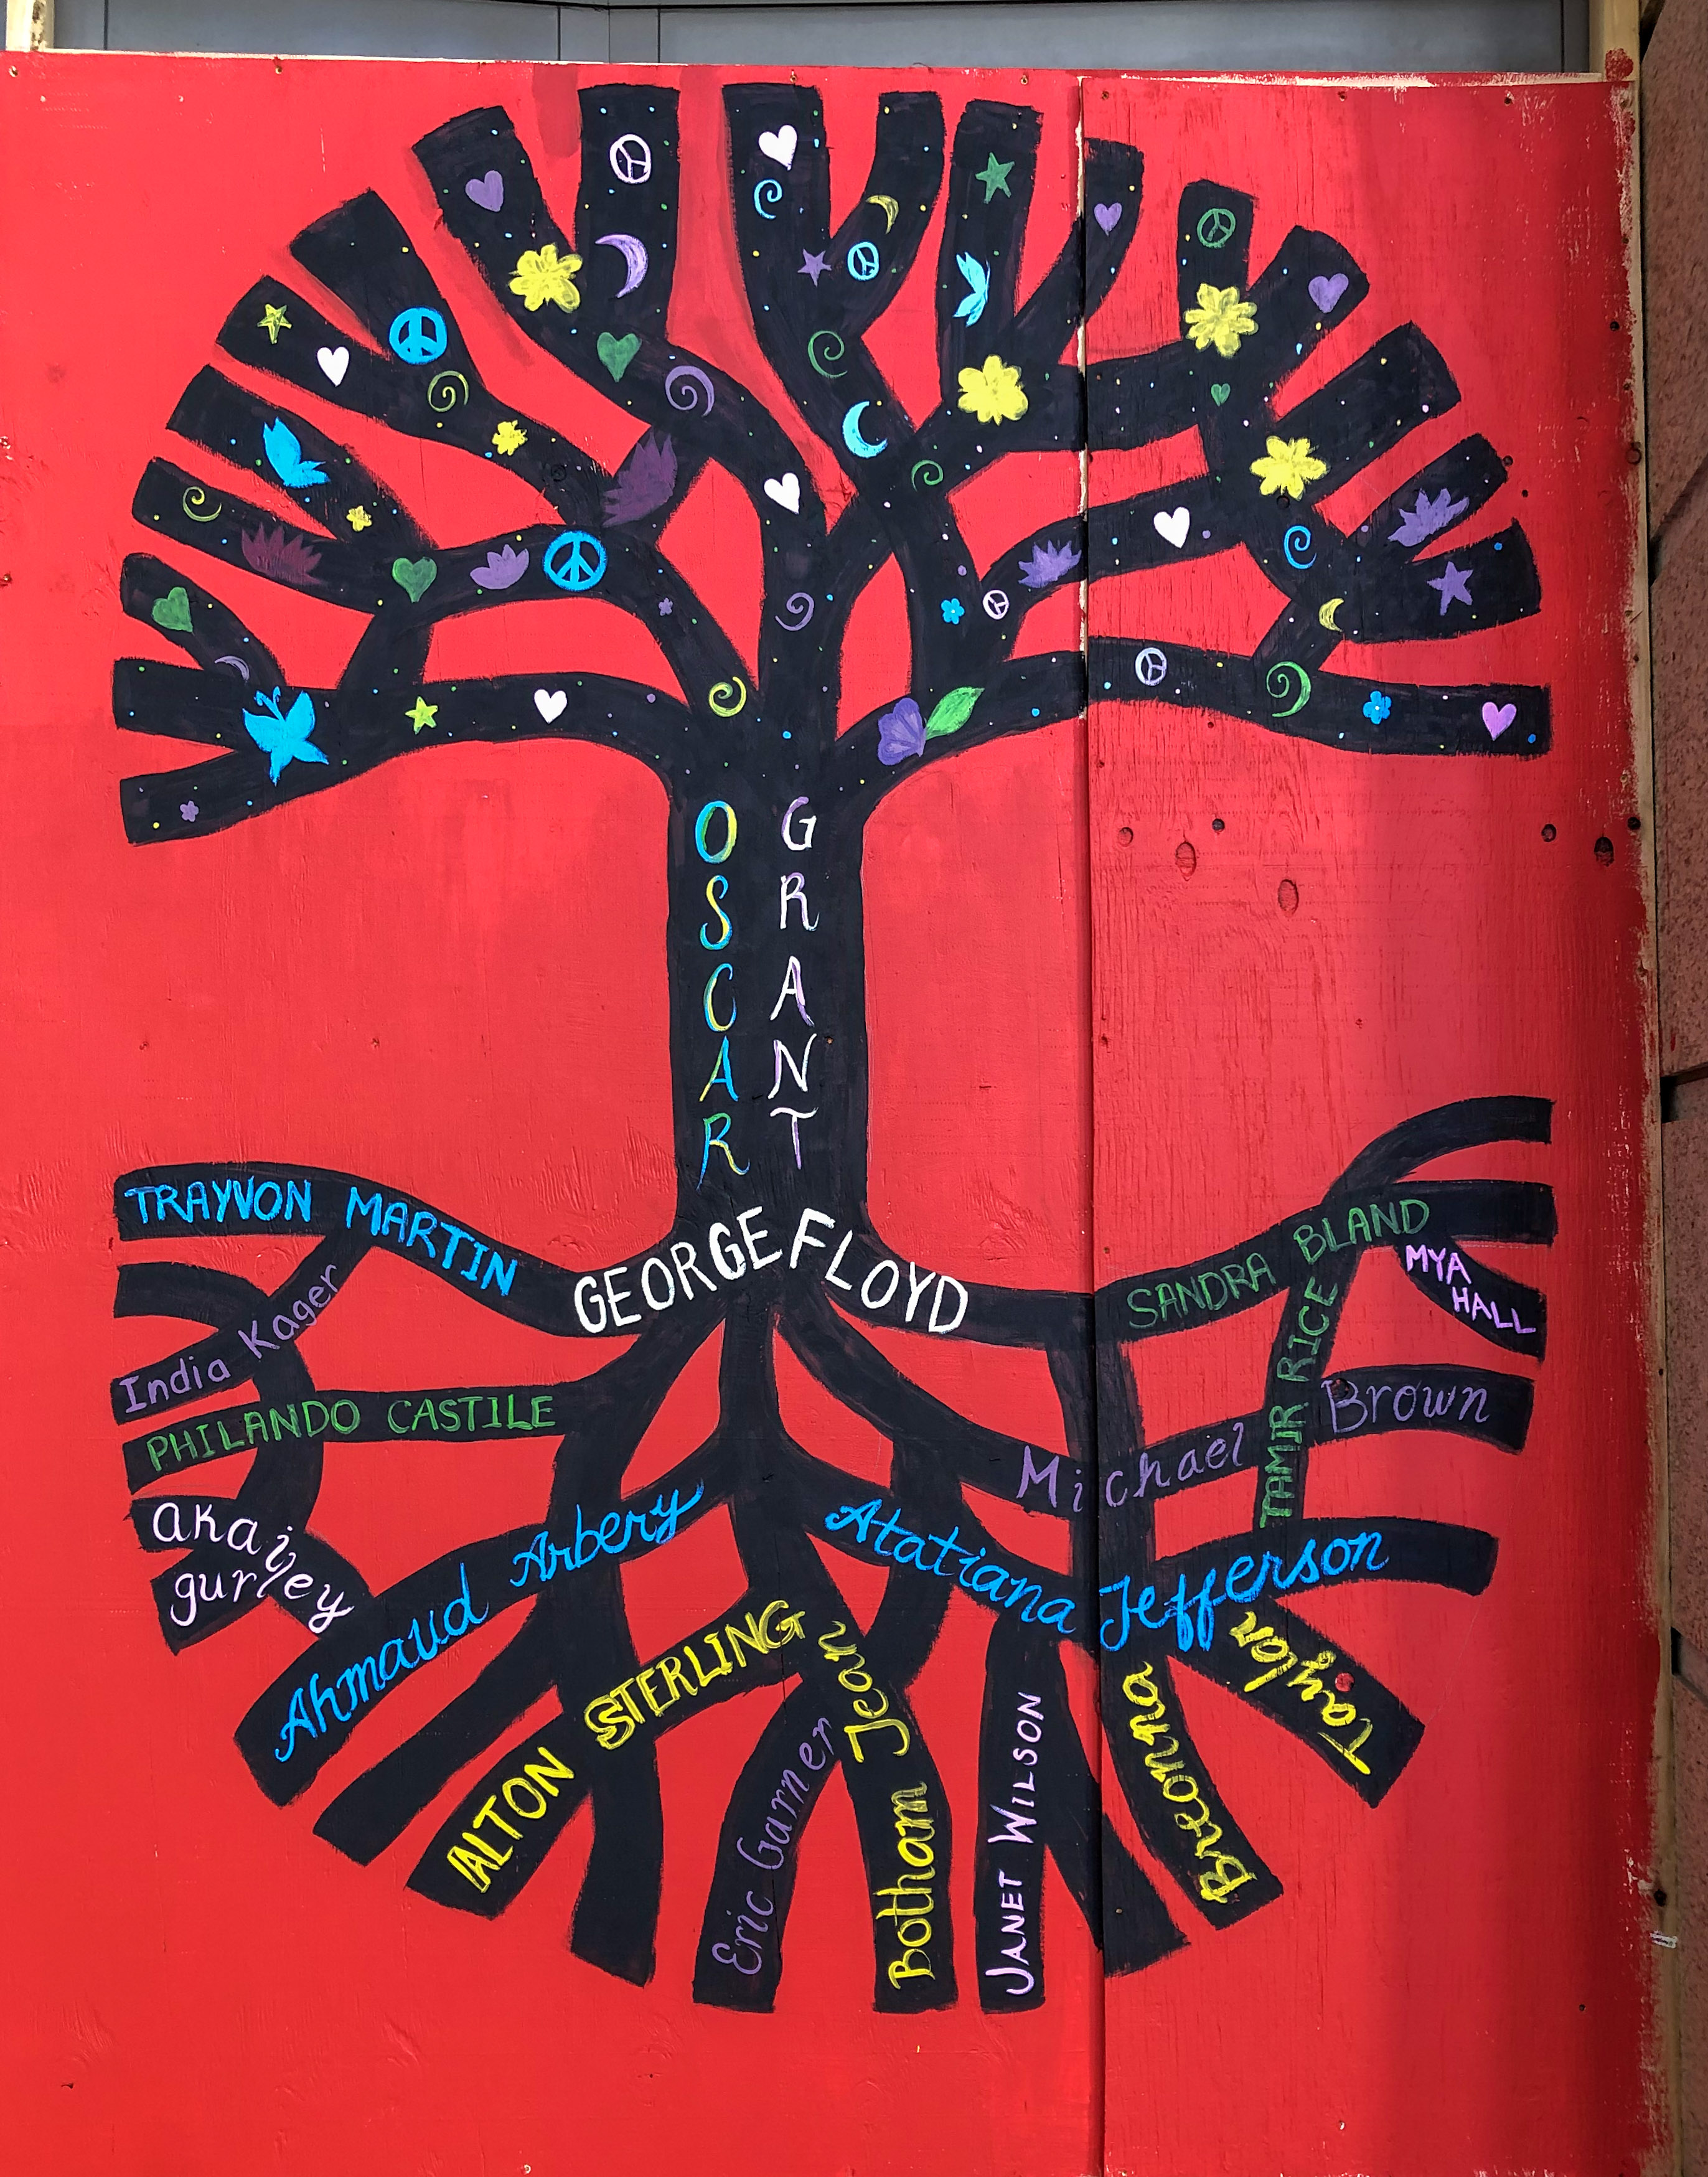 OSCAR
GRANT
GEORGE FLOYD
TRAYVON MARTIN
India Kager
PHILANDO CASTILE
akai
gurley
Ahmaud Arbery
ALTON STERLING
Eric Garner
Botham Jean
JANET WILSON
Breonna
Taylor
Atatiana Jefferson
Michael Brown
TAMIR RICE
SANDRA BLAND
MYA
HALL